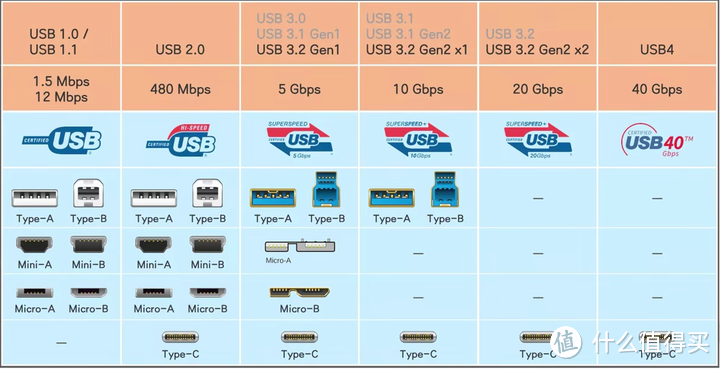 USB 1.0 /
USB 1.1
USB 2.0
USB 3.0
USB 3.1 Gen1
USB 3.2 Gen1
USB 3.1
USB 3.1 Gen2
USB 3.2 Gen2 x1
USB 3.2
USB 3.2 Gen2 x2
USB4
1.5 Mbps
12 Mbps
480 Mbps
5 Gbps
10 Gbps
20 Gbps
40 Gbps
CERTIFIED USB
HI-SPEED
CERTIFIED USB
SUPERSPEED
CERTIFIED USB
5Gbps
SUPERSPEED+
CERTIFIED USB
10Gbps
SUPERSPEED+
CERTIFIED USB
20Gbps
CERTIFIED
USB40™
Gbps
Type-A Type-B Type-A Type-B Type-A Type-B Type-A Type-B — —
Mini-A Mini-B Mini-A Mini-B Micro-A — — —
Micro-A Micro-B Micro-A Micro-B Micro-B — — —
— Type-C Type-C Type-C Type-C Type-C
值 什么值得买